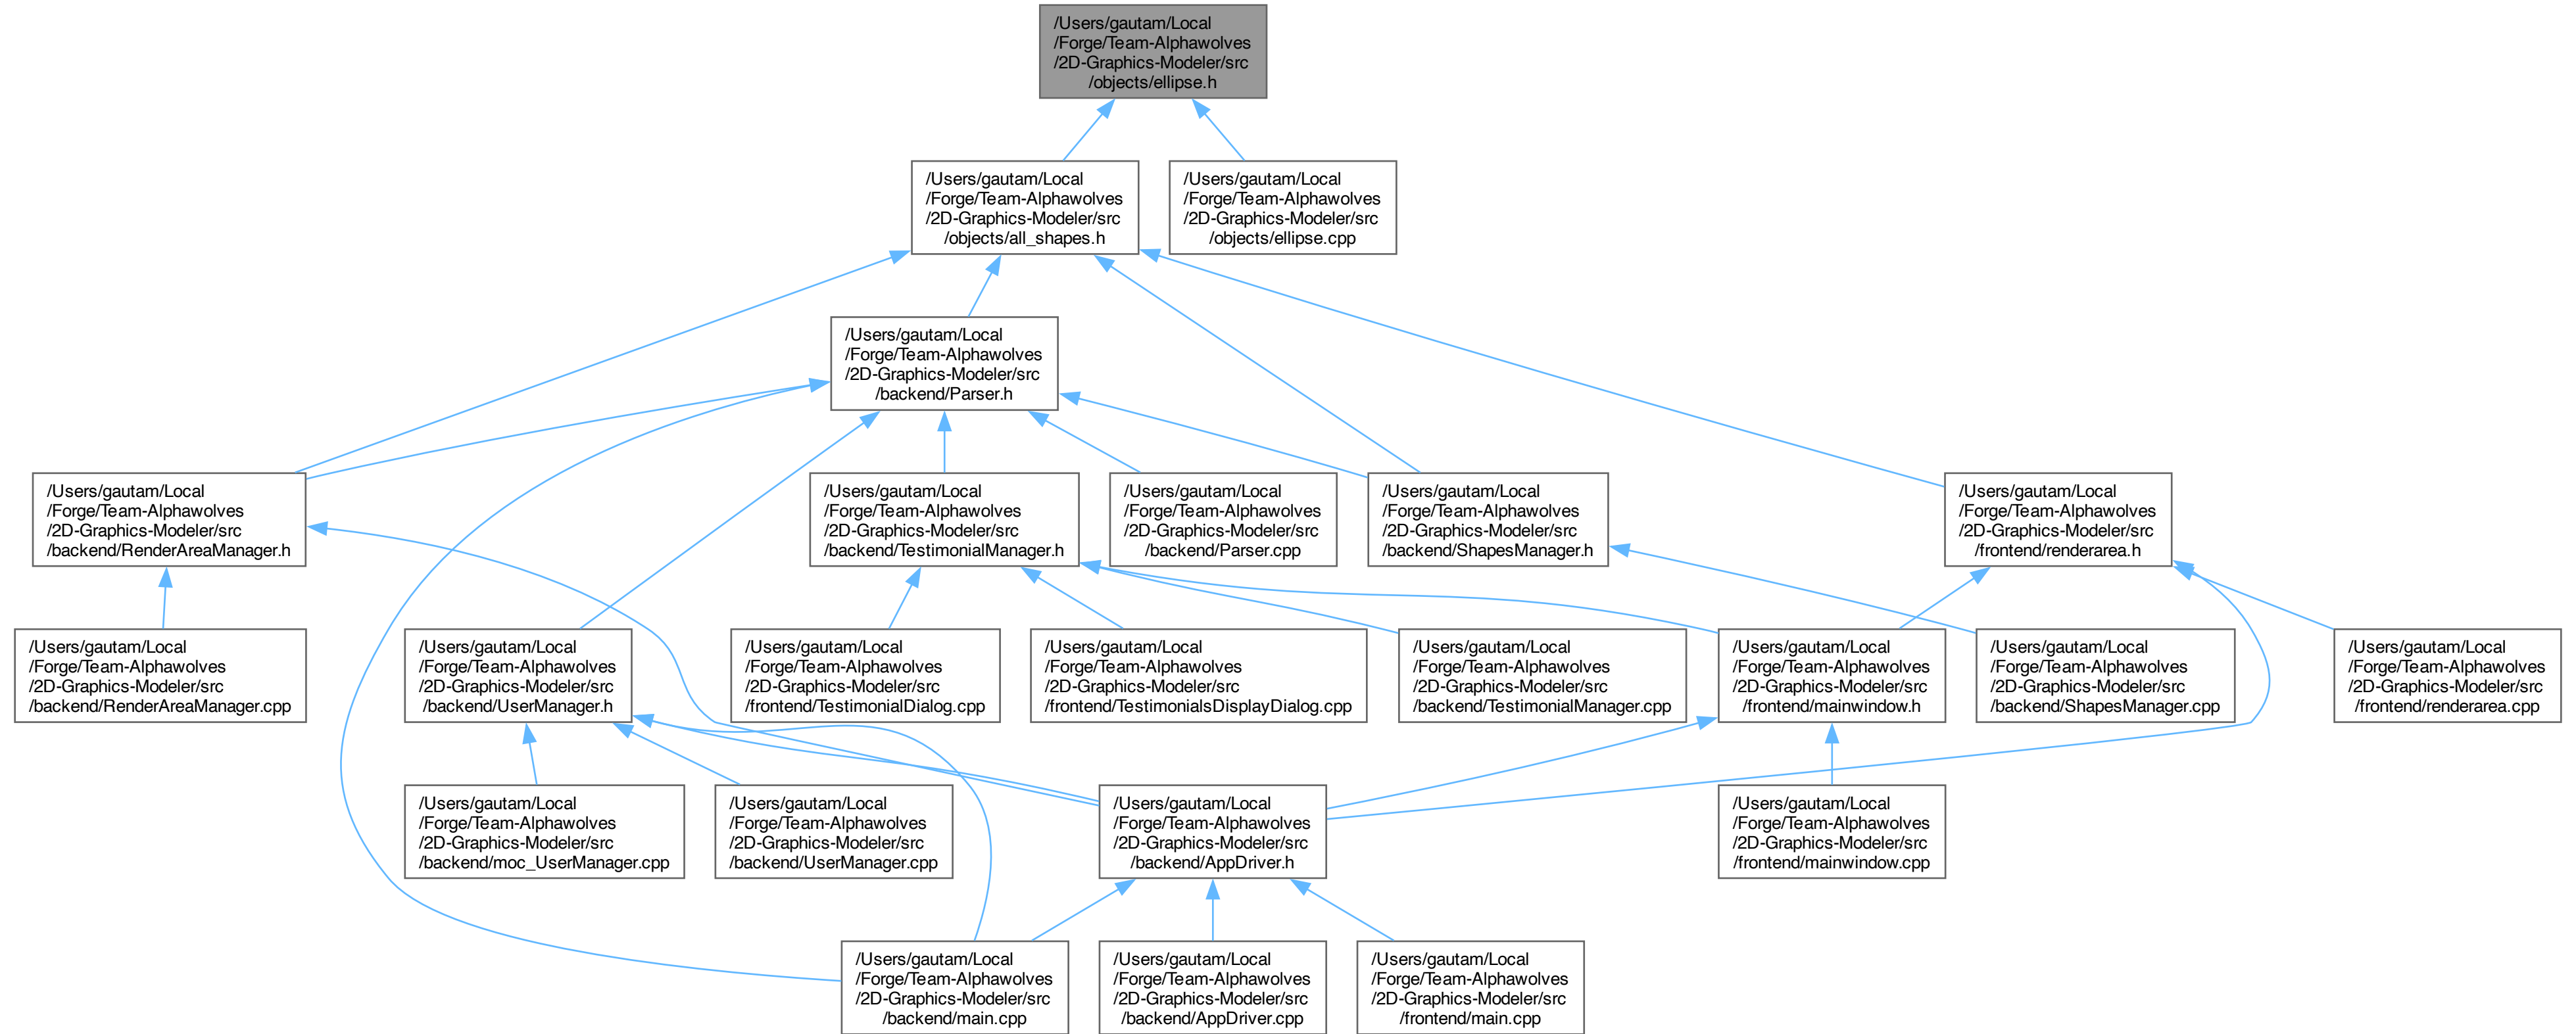 /Users/gautam/Local
/Forge/Team-Alphawolves
/2D-Graphics-Modeler/src
/objects/ellipse.h
/Users/gautam/Local
/Forge/Team-Alphawolves
/2D-Graphics-Modeler/src
/objects/all_shapes.h
/Users/gautam/Local
/Forge/Team-Alphawolves
/2D-Graphics-Modeler/src
/objects/ellipse.cpp
/Users/gautam/Local
/Forge/Team-Alphawolves
/2D-Graphics-Modeler/src
/backend/Parser.h
/Users/gautam/Local
/Forge/Team-Alphawolves
/2D-Graphics-Modeler/src
/backend/RenderAreaManager.h
/Users/gautam/Local
/Forge/Team-Alphawolves
/2D-Graphics-Modeler/src
/backend/TestimonialManager.h
/Users/gautam/Local
/Forge/Team-Alphawolves
/2D-Graphics-Modeler/src
/backend/Parser.cpp
/Users/gautam/Local
/Forge/Team-Alphawolves
/2D-Graphics-Modeler/src
/backend/ShapesManager.h
/Users/gautam/Local
/Forge/Team-Alphawolves
/2D-Graphics-Modeler/src
/frontend/renderarea.h
/Users/gautam/Local
/Forge/Team-Alphawolves
/2D-Graphics-Modeler/src
/backend/RenderAreaManager.cpp
/Users/gautam/Local
/Forge/Team-Alphawolves
/2D-Graphics-Modeler/src
/backend/UserManager.h
/Users/gautam/Local
/Forge/Team-Alphawolves
/2D-Graphics-Modeler/src
/frontend/TestimonialDialog.cpp
/Users/gautam/Local
/Forge/Team-Alphawolves
/2D-Graphics-Modeler/src
/frontend/TestimonialsDisplayDialog.cpp
/Users/gautam/Local
/Forge/Team-Alphawolves
/2D-Graphics-Modeler/src
/backend/TestimonialManager.cpp
/Users/gautam/Local
/Forge/Team-Alphawolves
/2D-Graphics-Modeler/src
/frontend/mainwindow.h
/Users/gautam/Local
/Forge/Team-Alphawolves
/2D-Graphics-Modeler/src
/backend/ShapesManager.cpp
/Users/gautam/Local
/Forge/Team-Alphawolves
/2D-Graphics-Modeler/src
/frontend/renderarea.cpp
/Users/gautam/Local
/Forge/Team-Alphawolves
/2D-Graphics-Modeler/src
/backend/moc_UserManager.cpp
/Users/gautam/Local
/Forge/Team-Alphawolves
/2D-Graphics-Modeler/src
/backend/UserManager.cpp
/Users/gautam/Local
/Forge/Team-Alphawolves
/2D-Graphics-Modeler/src
/backend/AppDriver.h
/Users/gautam/Local
/Forge/Team-Alphawolves
/2D-Graphics-Modeler/src
/frontend/mainwindow.cpp
/Users/gautam/Local
/Forge/Team-Alphawolves
/2D-Graphics-Modeler/src
/backend/main.cpp
/Users/gautam/Local
/Forge/Team-Alphawolves
/2D-Graphics-Modeler/src
/backend/AppDriver.cpp
/Users/gautam/Local
/Forge/Team-Alphawolves
/2D-Graphics-Modeler/src
/frontend/main.cpp